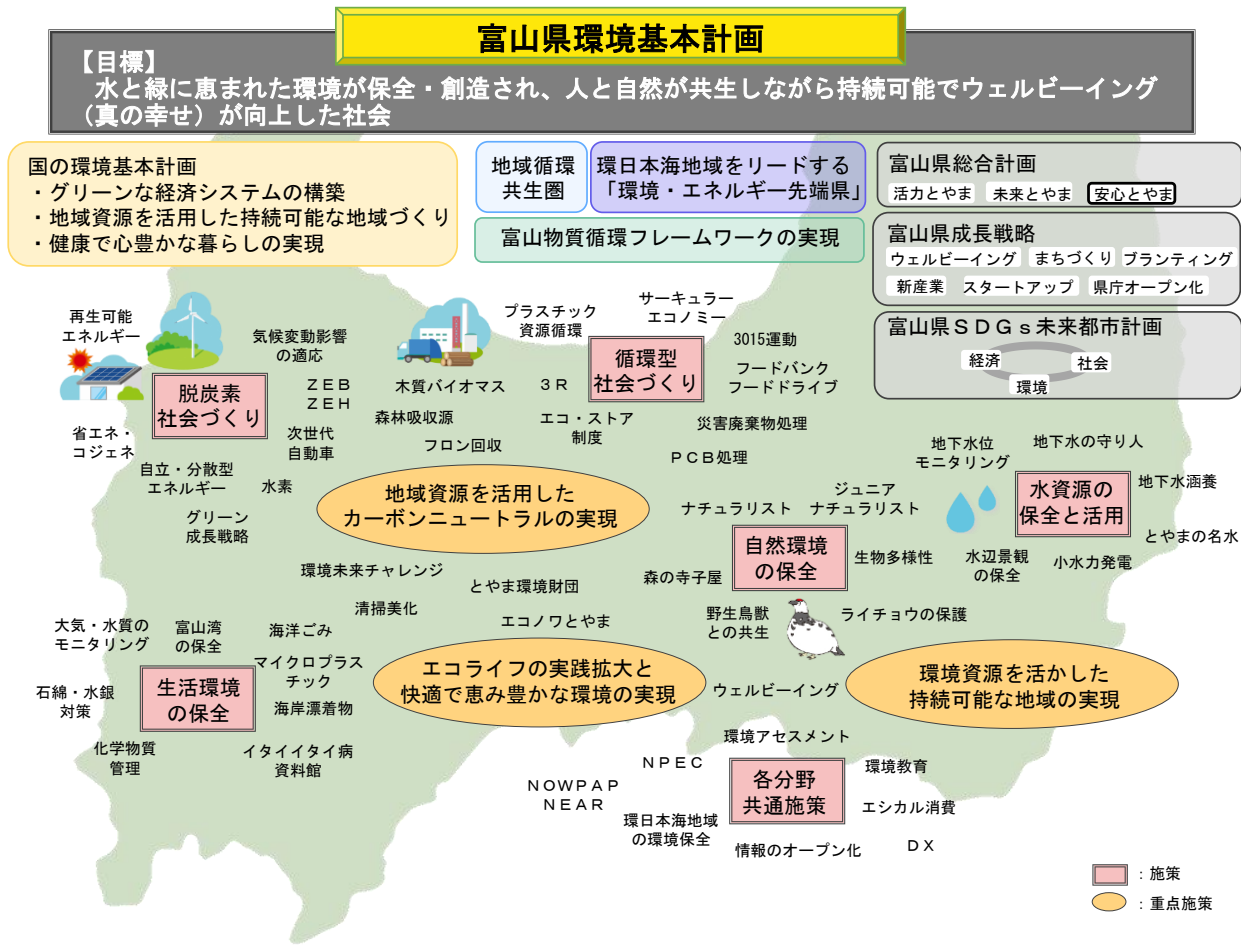 富山県環境基本計画
【目標】
水と緑に恵まれた環境が保全・創造され、人と自然が共生しながら持続可能でウェルビーイング
（真の幸せ）が向上した社会
国の環境基本計画
・グリーンな経済システムの構築
・地域資源を活用した持続可能な地域づくり
・健康で心豊かな暮らしの実現
地域循環
共生圏
環日本海地域をリードする
「環境・エネルギー先端県」
富山物質循環フレームワークの実現
富山県総合計画
活力とやま 未来とやま 安心とやま
富山県成長戦略
ウェルビーイング まちづくり ブランティング
新産業 スタートアップ 県庁オープン化
富山県ＳＤＧｓ未来都市計画
経済
社会
環境
再生可能
エネルギー
気候変動影響
の適応
脱炭素
社会づくり
ＺＥＢ
ＺＥＨ
木質バイオマス
森林吸収源
フロン回収
省エネ・
コジェネ
次世代
自動車
自立・分散型
エネルギー
水素
グリーン
成長戦略
プラスチック
資源循環
サーキュラー
エコノミー
循環型
社会づくり
3015運動
フードバンク
フードドライブ
３Ｒ
エコ・ストア
制度
災害廃棄物処理
ＰＣＢ処理
地域資源を活用した
カーボンニュートラルの実現
地下水位
モニタリング
地下水の守り人
水資源の
保全と活用
地下水涵養
とやまの名水
水辺景観
の保全
小水力発電
ナチュラリスト
ジュニア
ナチュラリスト
自然環境
の保全
生物多様性
森の寺子屋
野生鳥獣
との共生
ライチョウの保護
環境未来チャレンジ
とやま環境財団
清掃美化
エコノワとやま
大気・水質の
モニタリング
富山湾
の保全
海洋ごみ
マイクロプラス
チック
生活環境
の保全
石綿・水銀
対策
海岸漂着物
化学物質
管理
イタイイタイ病
資料館
エコライフの実践拡大と
快適で恵み豊かな環境の実現
ウェルビーイング
環境資源を活かした
持続可能な地域の実現
環境アセスメント
ＮＰＥＣ
ＮＯＷＰＡＰ
ＮＥＡＲ
各分野
共通施策
環境教育
エシカル消費
環日本海地域
の環境保全
情報のオープン化
ＤＸ
：施策
：重点施策